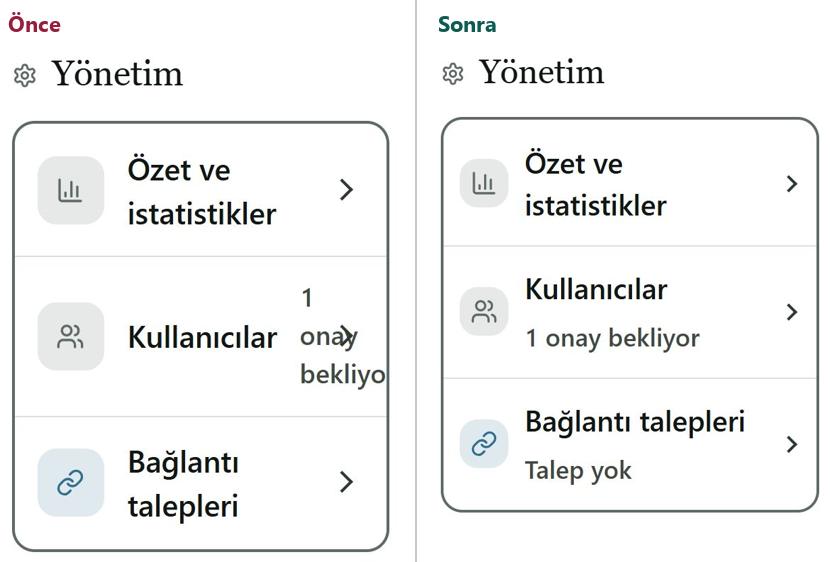 Önce
Yönetim
Özet ve
istatistikler
Kullanıcılar
1
onay
bekliyo
Bağlantı
talepleri
Sonra
Yönetim
Özet ve
istatistikler
Kullanıcılar
1 onay bekliyor
Bağlantı talepleri
Talep yok